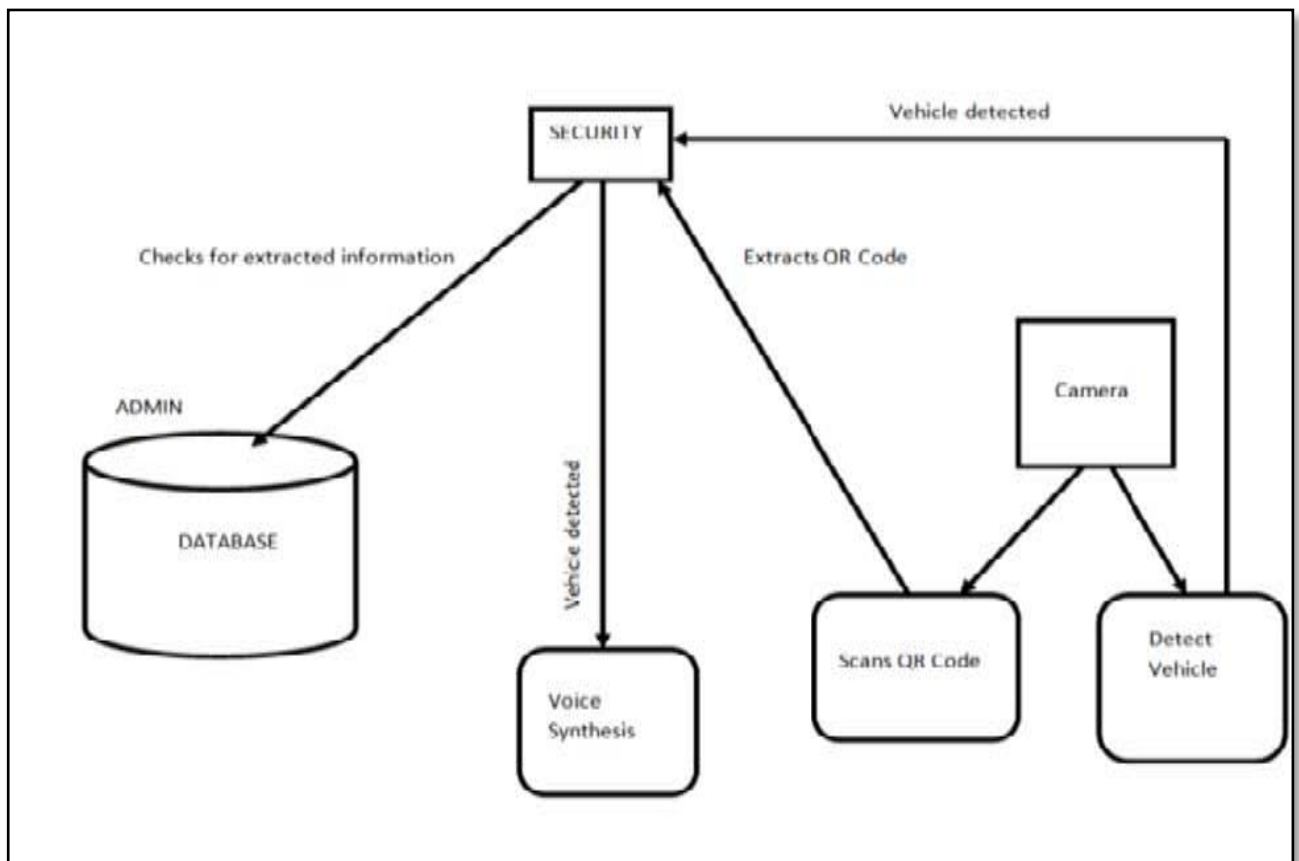 Vehicle detected
SECURITY
Checks for extracted information
Extracts QR Code
Camera
ADMIN
DATABASE
Vehicle detected
Scans QR Code
Detect
Vehicle
Voice
Synthesis